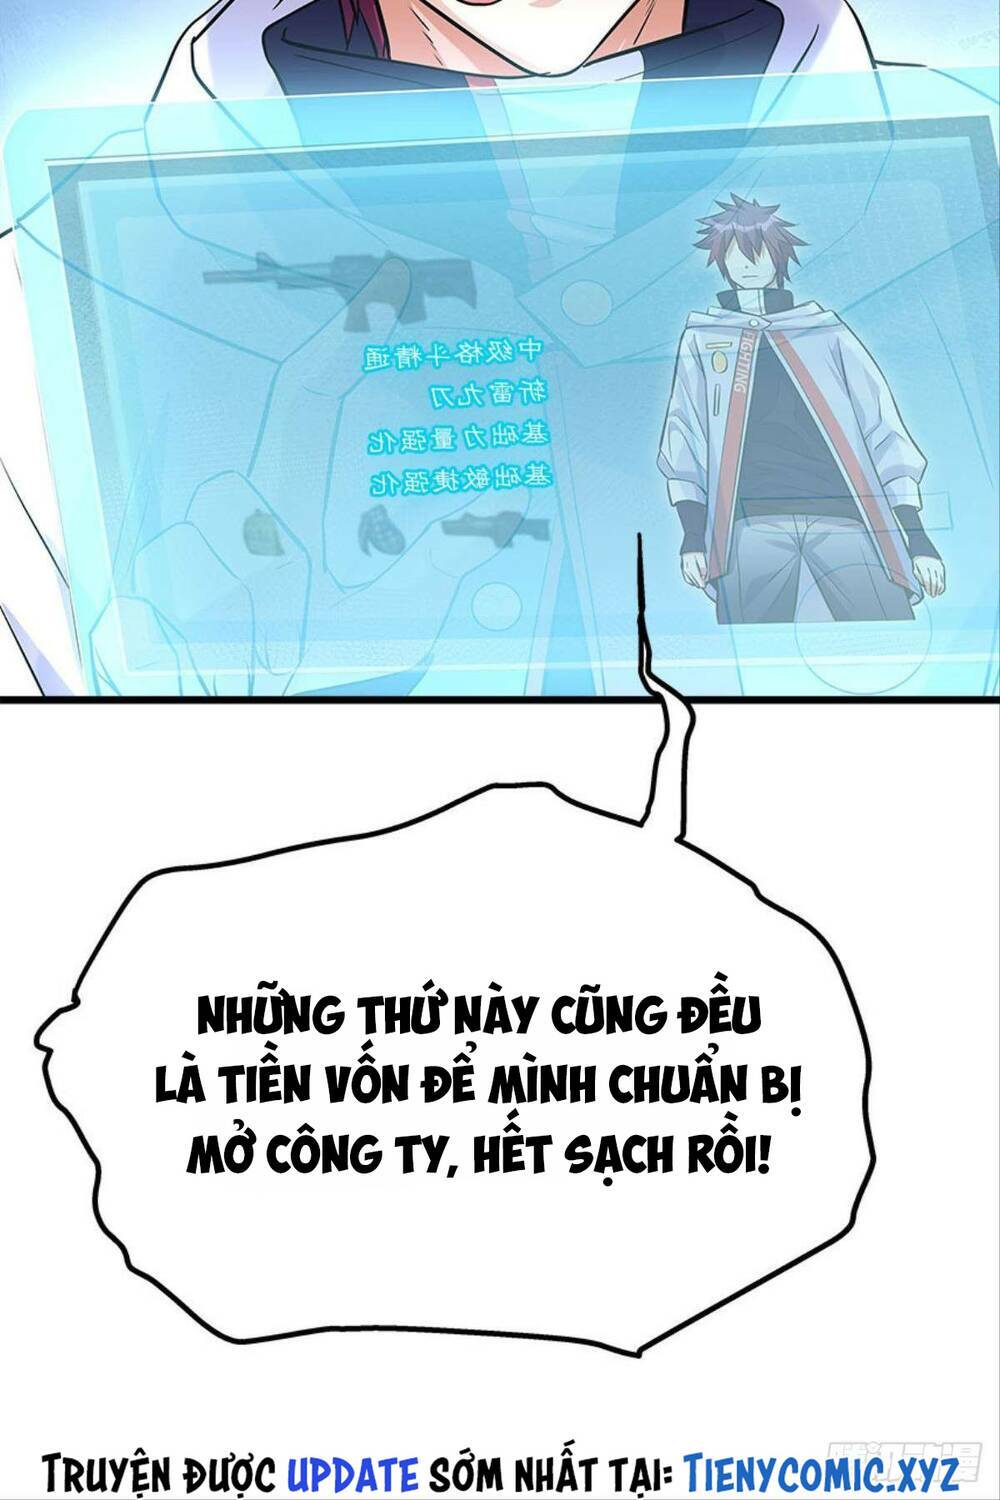 中级格斗精通
斩雷九刀
基础力量强化
基础敏捷强化
FIGHTING
NHỮNG THỨ NÀY CŨNG ĐỀU
LÀ TIỀN VỐN ĐỂ MÌNH CHUẨN BỊ
MỞ CÔNG TY, HẾT SẠCH RỒI!
TRUYỆN ĐƯỢC UPDATE SỚM NHẤT TẠI: TIENYCOMIC.XYZ